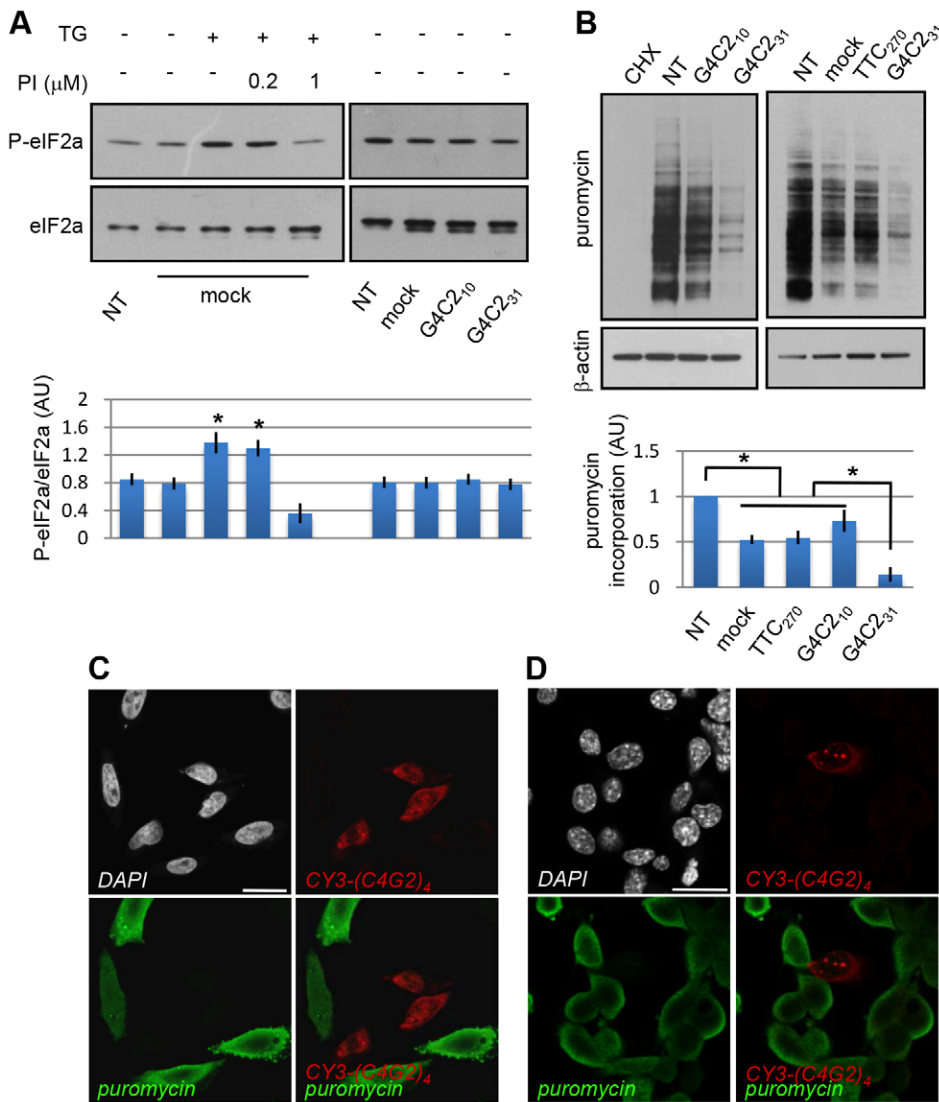 A
TG - - + + + - - - -
PI (μM) - - - 0.2 1 - - - -
P-eIF2a
eIF2a
NT mock NT mock G4C2₁₀ G4C2₃₁
P-eIF2a/eIF2a (AU)
2
1.6
1.2
0.8
0.4
0
* *
B
CHX NT G4C2₁₀ G4C2₃₁ NT mock TTC₂₇₀ G4C2₃₁
puromycin
β-actin
puromycin
incorporation (AU)
1.5
1
0.5
0
* *
NT mock TTC₂₇₀ G4C2₁₀ G4C2₃₁
C
DAPI
CY3-(C4G2)₄
puromycin
CY3-(C4G2)₄
puromycin
D
DAPI
CY3-(C4G2)₄
puromycin
CY3-(C4G2)₄
puromycin